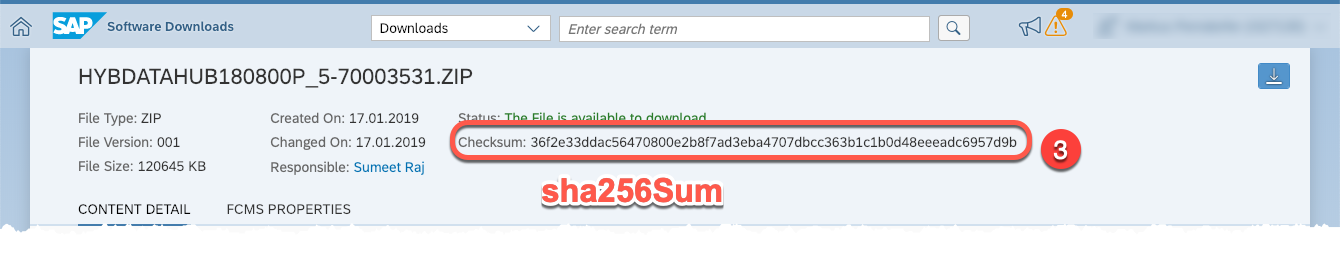 SAP Software Downloads Downloads Enter search term 4
HYBDATAHUB180800P_5-70003531.ZIP
File Type: ZIP Created On: 17.01.2019 Status: The File is available to download
File Version: 001 Changed On: 17.01.2019 Checksum: 36f2e33ddac56470800e2b8f7ad3eba4707dbcc363b1c1b0d48eeeadc6957d9b 3
File Size: 120645 KB Responsible: Sumeet Raj
sha256Sum
CONTENT DETAIL FCMS PROPERTIES